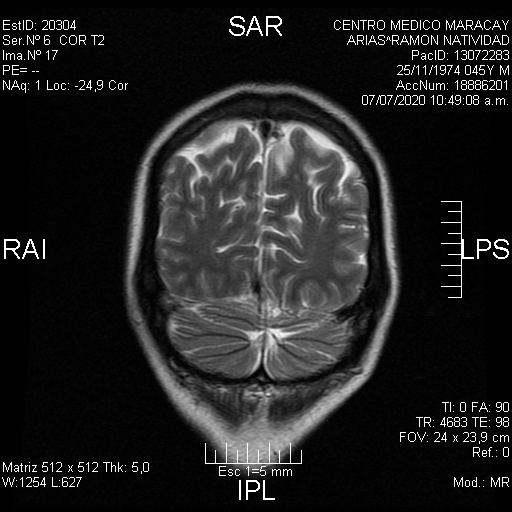 EstID: 20304
Ser.Nº 6 COR T2
Ima.Nº 17
PE= --
NAq: 1 Loc: -24,9 Cor
SAR
CENTRO MEDICO MARACAY
ARIAS^RAMON NATIVIDAD
PacID: 13072283
25/11/1974 045Y M
AccNum: 18886201
07/07/2020 10:49:08 a.m.
RAI
LPS
TI: 0 FA: 90
TR: 4683 TE: 98
FOV: 24 x 23,9 cm
Ref.: 0
Matriz 512 x 512 Thk: 5,0
W:1254 L:627
Esc 1=5 mm
IPL
Mod.: MR